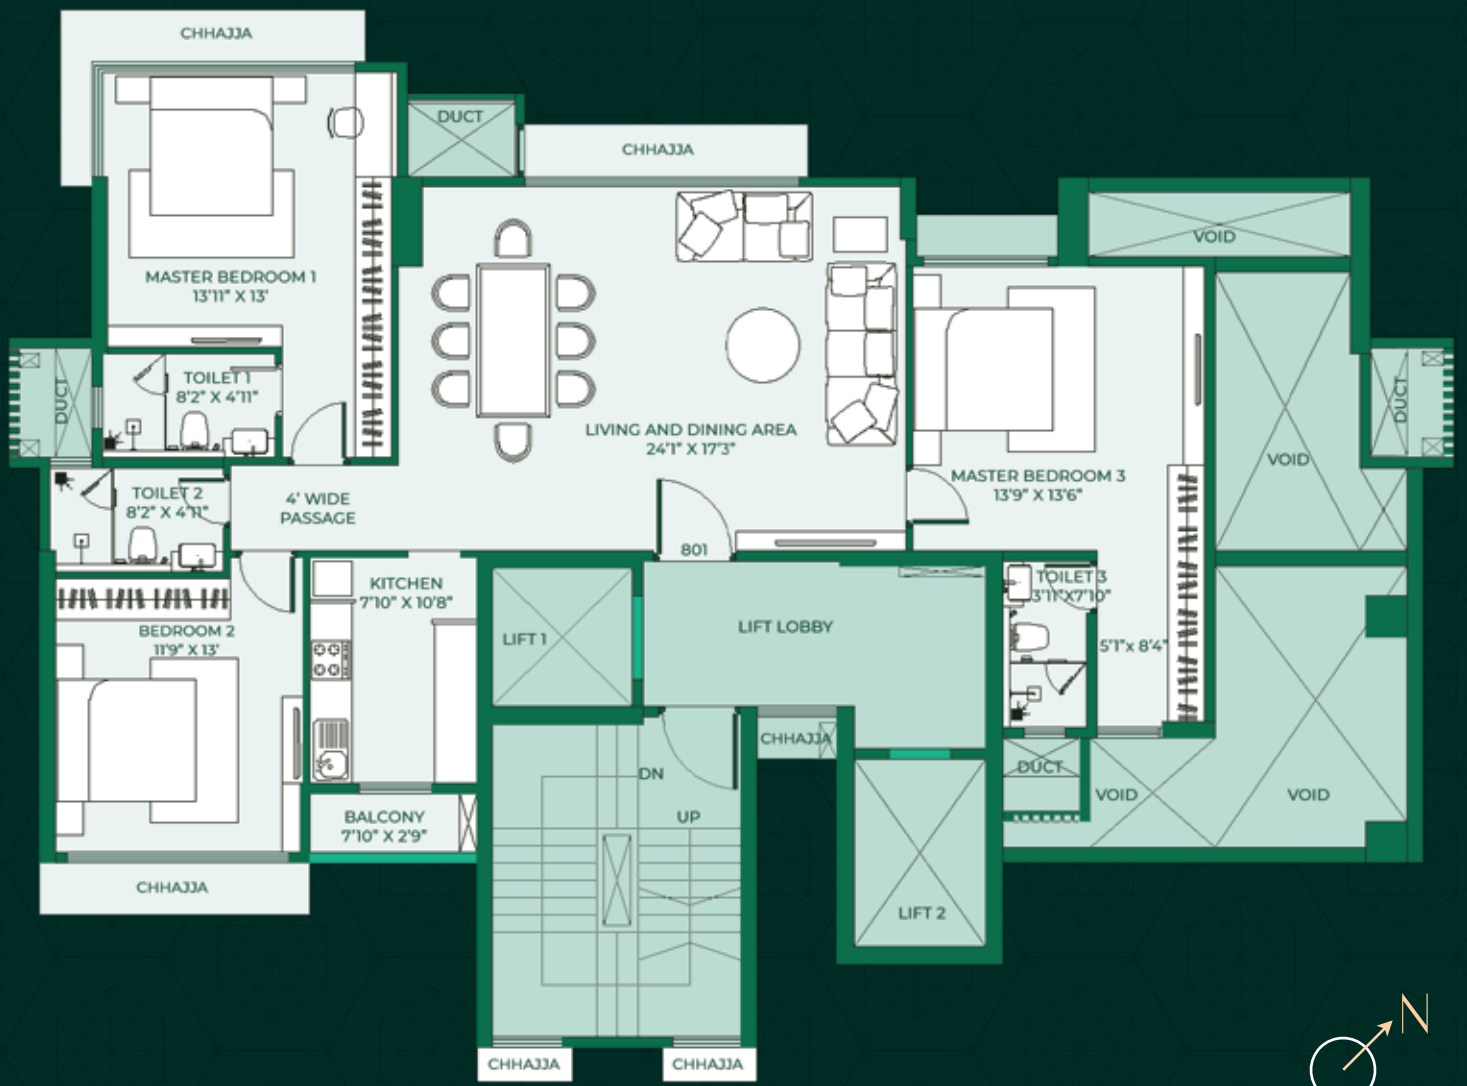 CHHAJJA
DUCT
CHHAJJA
VOID
MASTER BEDROOM 1
13'11" X 13'
DUCT
TOILET 1
8'2" X 4'11"
LIVING AND DINING AREA
24'1" X 17'3"
MASTER BEDROOM 3
13'9" X 13'6"
VOID
DUCT
TOILET 2
8'2" X 4'11"
4' WIDE
PASSAGE
801
KITCHEN
7'10" X 10'8"
TOILET 3
3'11"X7'10"
BEDROOM 2
11'9" X 13'
LIFT 1
LIFT LOBBY
5'1"x 8'4"
CHHAJJA
DUCT
DN
VOID
VOID
BALCONY
7'10" X 2'9"
UP
CHHAJJA
LIFT 2
CHHAJJA
CHHAJJA
N